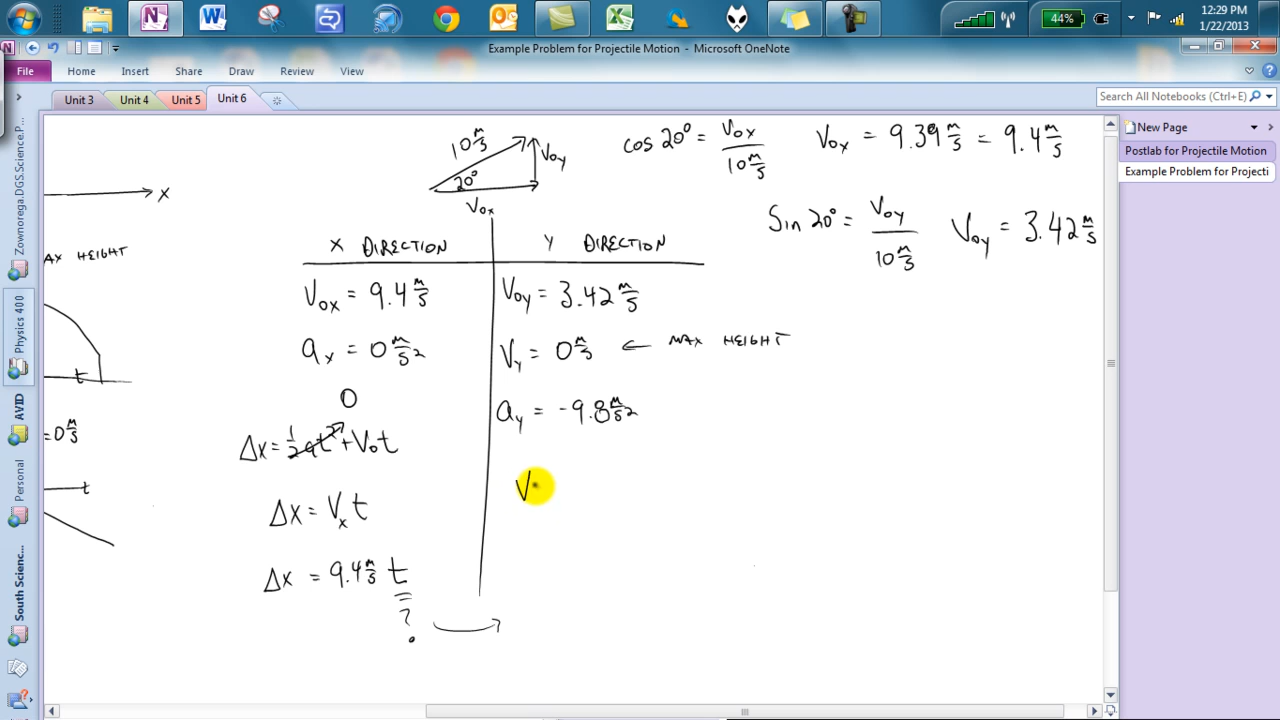 12:29 PM
44%
1/22/2013
Example Problem for Projectile Motion - Microsoft OneNote
File Home Insert Share Draw Review View
Unit 3 Unit 4 Unit 5 Unit 6
Search All Notebooks (Ctrl+E)
New Page
Postlab for Projectile Motion
Example Problem for Projecti
Zownorega.DGSScience.Pros
Physics 400
AVID
Personal
South Scienc...
10 m/s
20°
Voy
Vox
cos 20° = Vox / 10 m/s
Vox = 9.39 m/s = 9.4 m/s
Sin 20° = Voy / 10 m/s
Voy = 3.42 m/s
X
AX HEIGHT
t
=0 m/s
t
X DIRECTION
Vox = 9.4 m/s
ax = 0 m/s²
0
Δx = ½at² + Vot
Δx = Vx t
Δx = 9.4 m/s t
?
Y DIRECTION
Voy = 3.42 m/s
Vy = 0 m/s ← MAX HEIGHT
ay = -9.8 m/s²
V